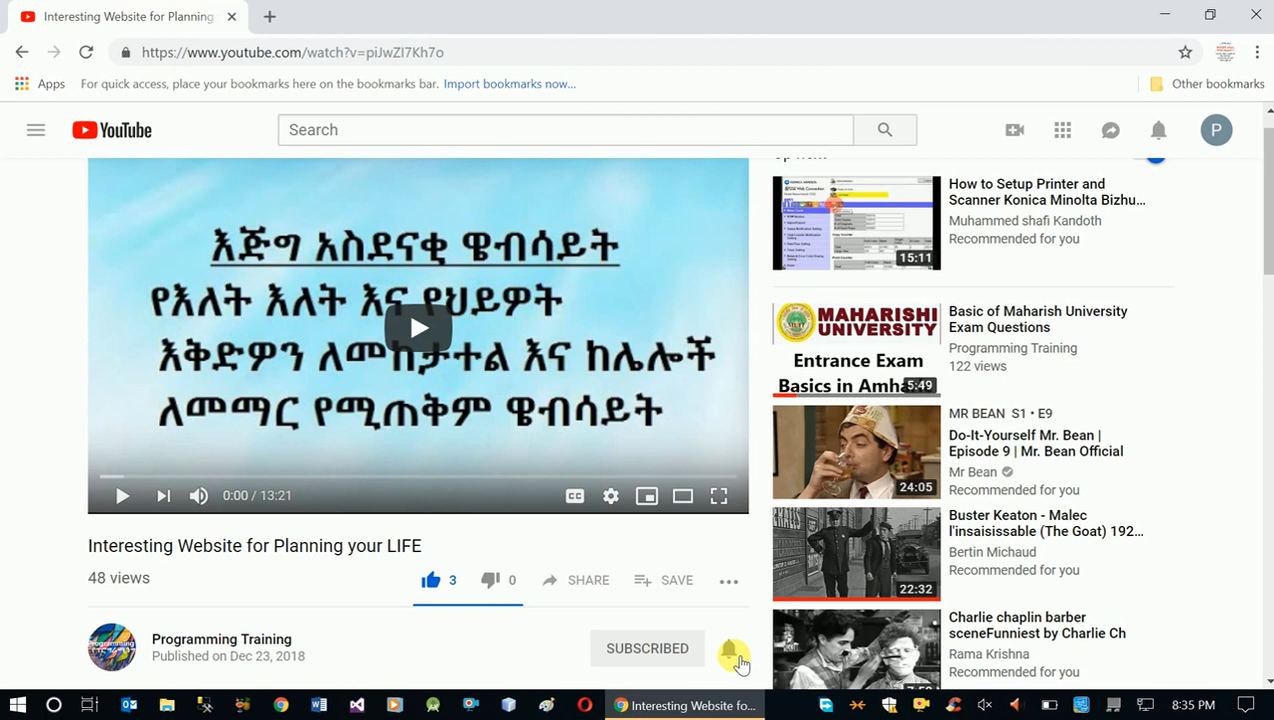 Interesting Website for Planning
https://www.youtube.com/watch?v=piJwZI7Kh7o
Apps For quick access, place your bookmarks here on the bookmarks bar. Import bookmarks now... Other bookmarks
YouTube
Search
P
እጅግ አስደናቂ ዌብሳይት
የእለት እለት እና የህይዎት
እቅድዎን ለመከታተል እና ከሌሎች
ለመማር የሚጠቅም ዌብሳይት
0:00 / 13:21
CC
Interesting Website for Planning your LIFE
48 views
3 0 SHARE SAVE
Programming Training
Published on Dec 23, 2018
SUBSCRIBED
15:11
How to Setup Printer and
Scanner Konica Minolta Bizhu...
Muhammed shafi Kandoth
Recommended for you
MAHARISHI
UNIVERSITY
Entrance Exam
5:49
Basic of Maharish University
Exam Questions
Programming Training
122 views
24:05
MR BEAN S1 • E9
Do-It-Yourself Mr. Bean |
Episode 9 | Mr. Bean Official
Mr Bean
Recommended for you
22:32
Buster Keaton - Malec
l'insaisissable (The Goat) 192...
Bertin Michaud
Recommended for you
Charlie chaplin barber
sceneFunniest by Charlie Ch
Rama Krishna
Recommended for you
Interesting Website fo...
8:35 PM